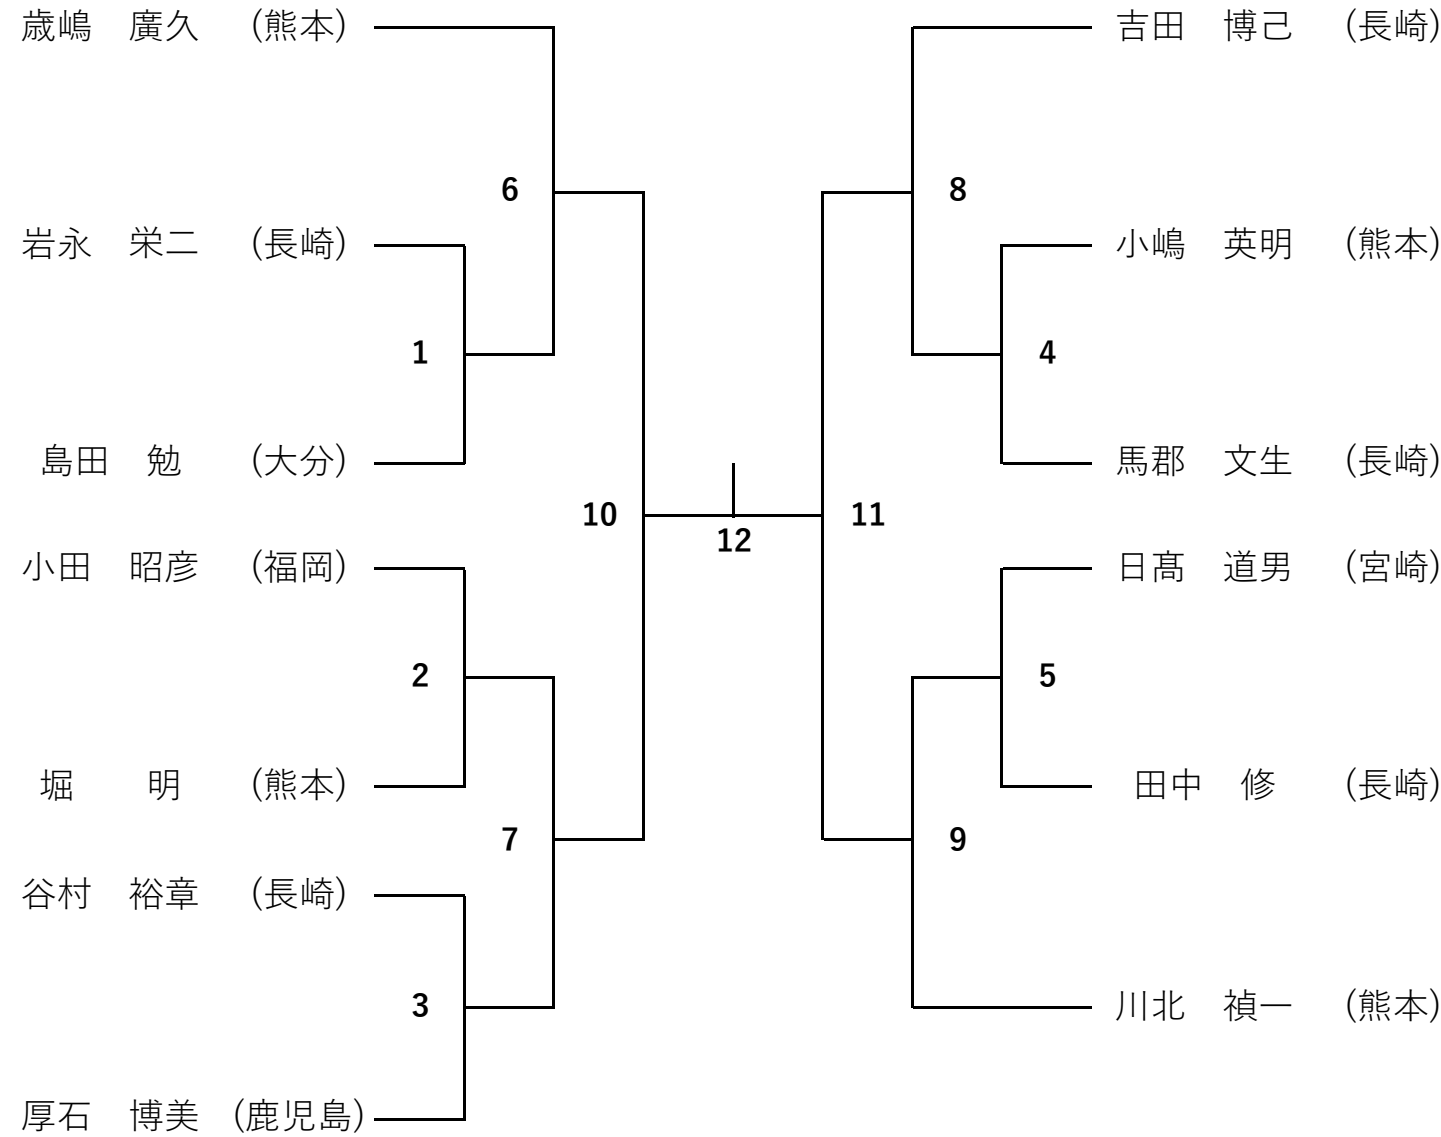 歳嶋　廣久　(熊本)
吉田　博己　(長崎)
6
8
岩永　栄二　(長崎)
小嶋　英明　(熊本)
1
4
島田　勉　(大分)
馬郡　文生　(長崎)
10
11
12
小田　昭彦　(福岡)
日髙　道男　(宮崎)
2
5
堀　　明　(熊本)
田中　修　(長崎)
7
9
谷村　裕章　(長崎)
3
川北　禎一　(熊本)
厚石　博美　(鹿児島)